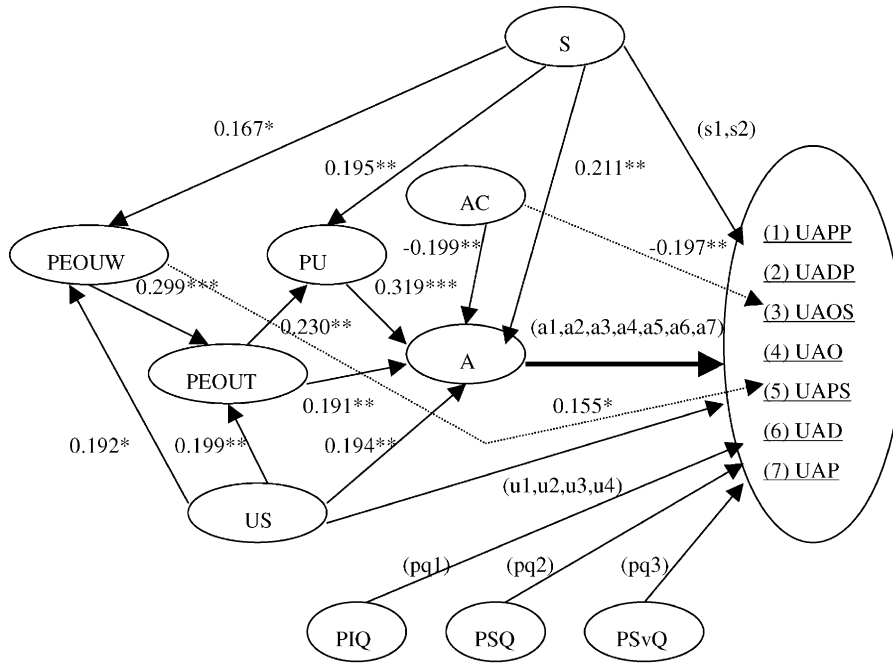 S
0.167*
(s1,s2)
0.195**
0.211**
AC
(1) UAPP
-0.199**
-0.197**
PEOUW
PU
(2) UADP
0.299***
0.319***
(3) UAOS
0.230**
(a1,a2,a3,a4,a5,a6,a7)
(4) UAO
A
PEOUT
(5) UAPS
0.191**
0.155*
(6) UAD
0.192*
0.199**
0.194**
(7) UAP
(u1,u2,u3,u4)
US
(pq1)
(pq2)
(pq3)
PIQ
PSQ
PSvQ